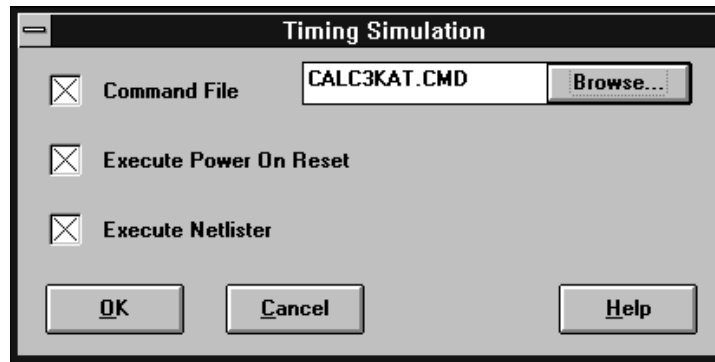 Timing Simulation
Command File CALC3KAT.CMD Browse...
Execute Power On Reset
Execute Netlister
OK Cancel Help